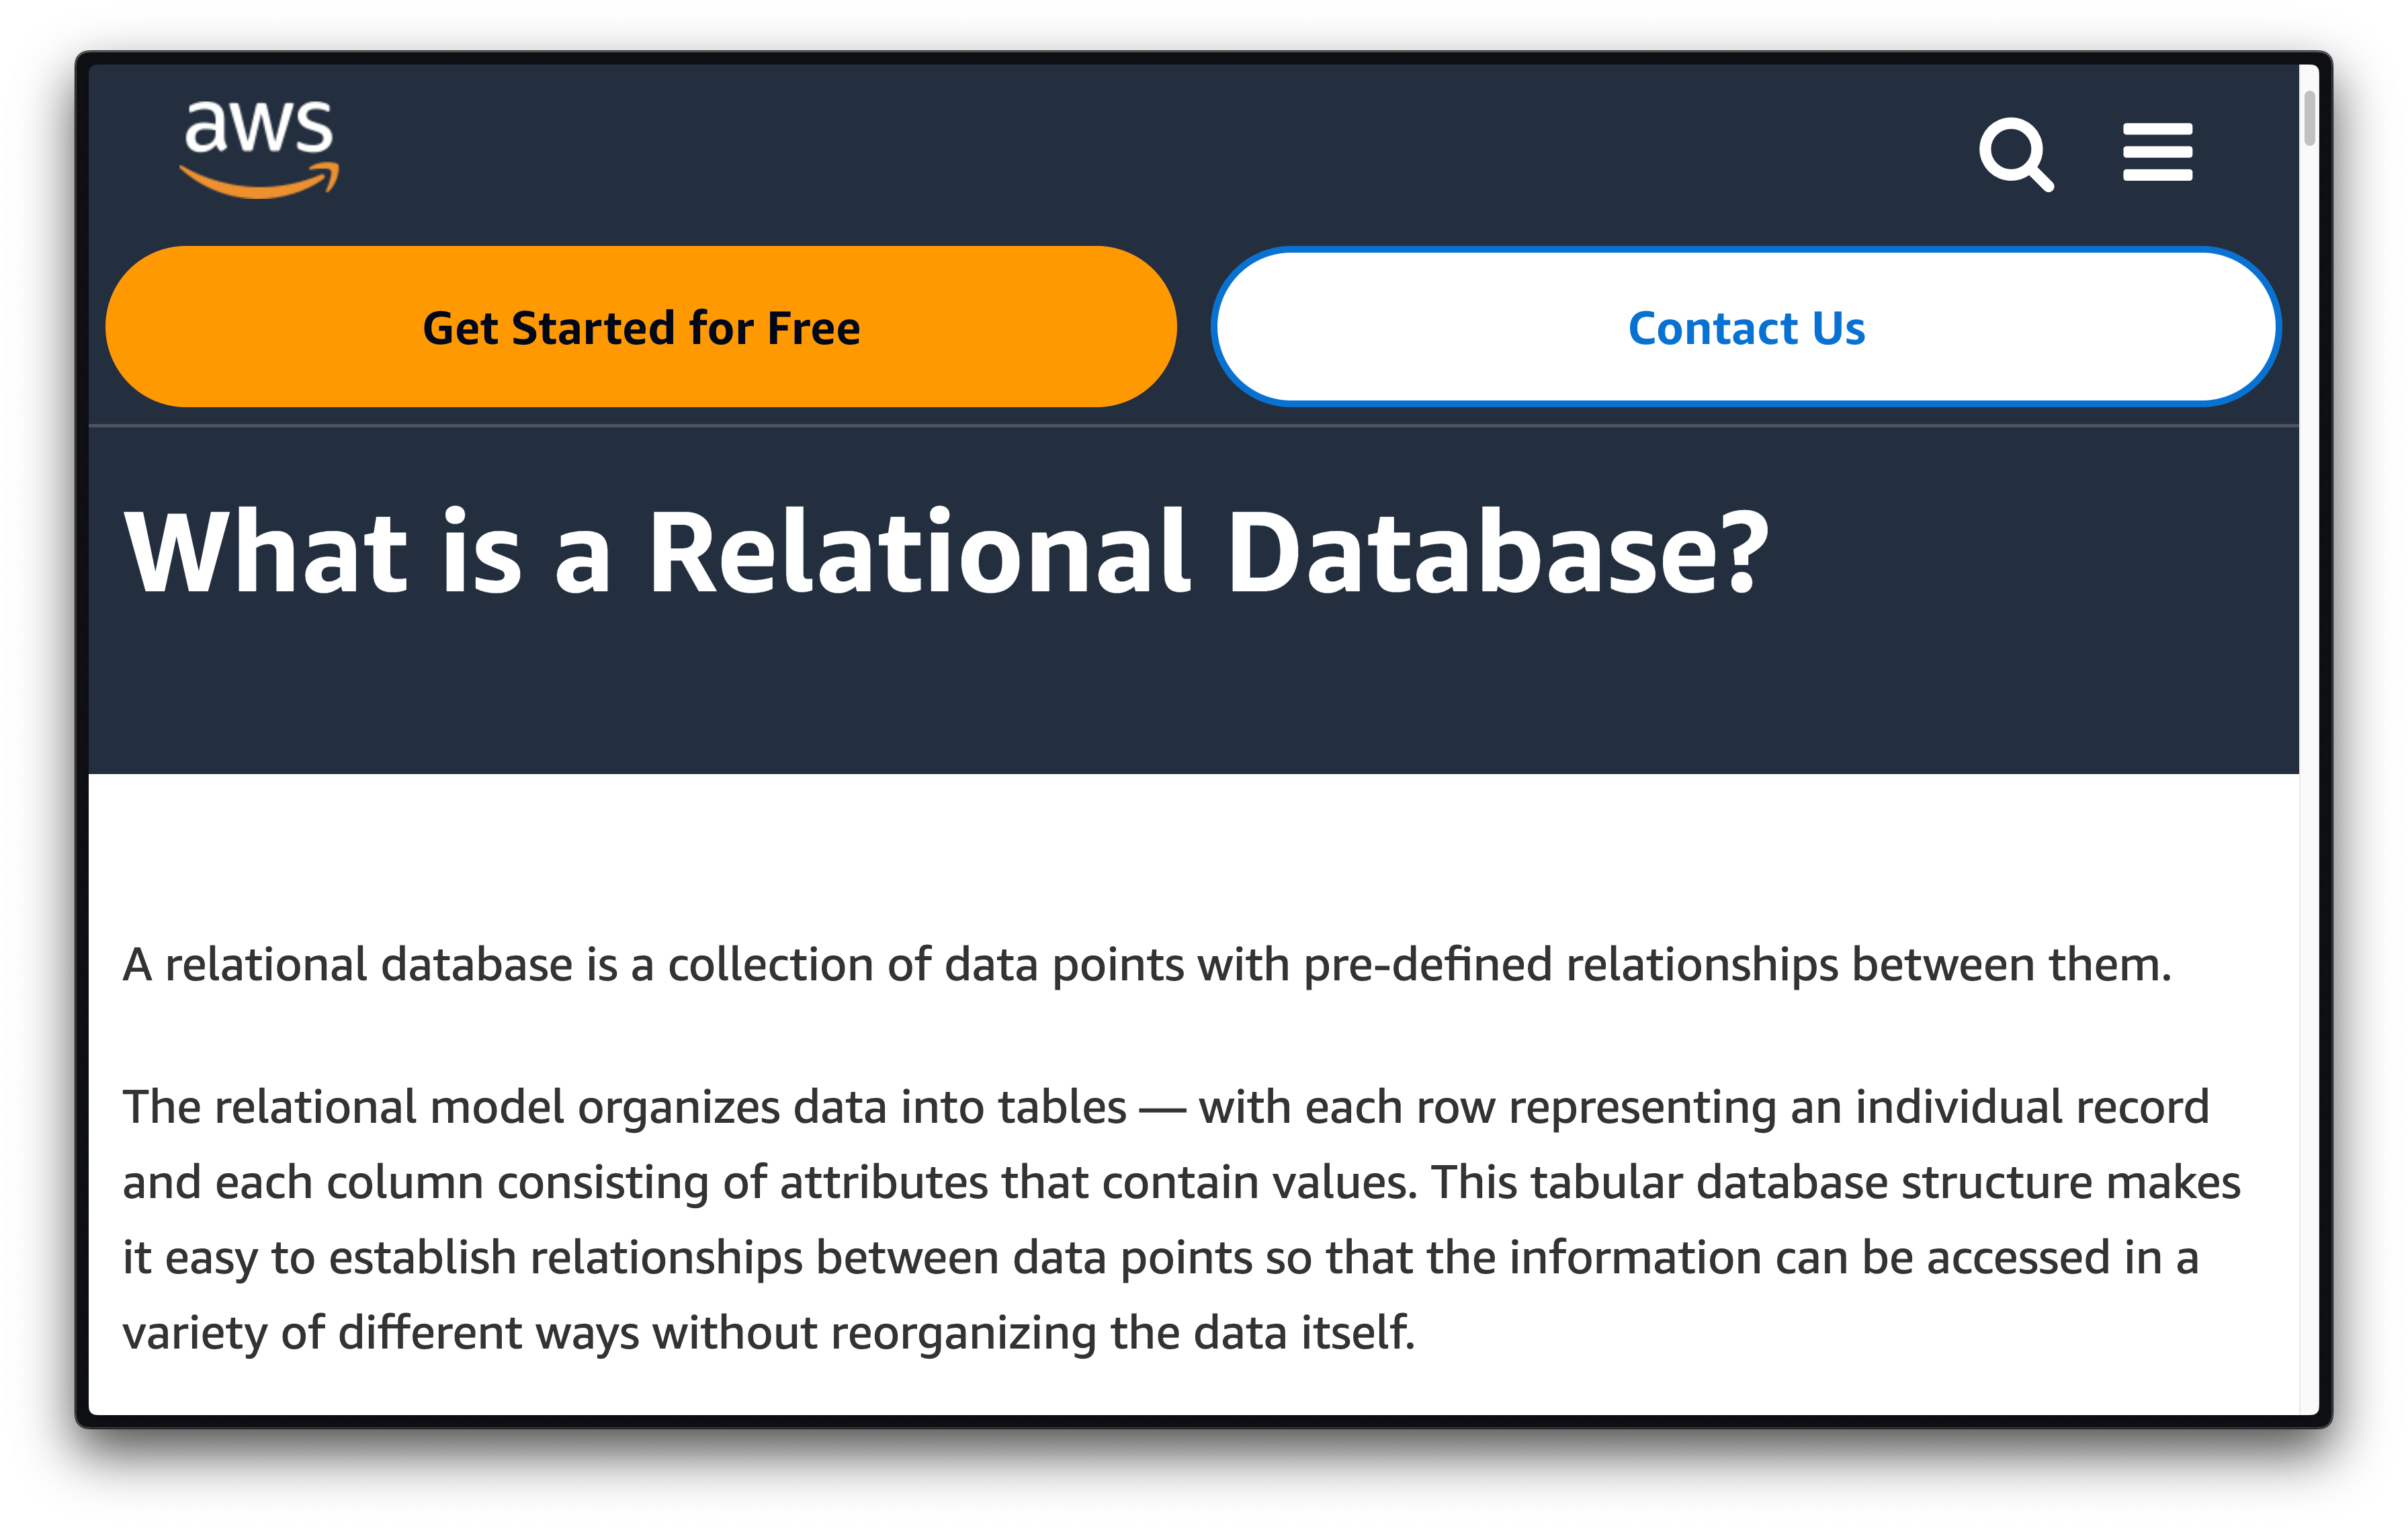 aws
Get Started for Free
Contact Us
What is a Relational Database?
A relational database is a collection of data points with pre-defined relationships between them.
The relational model organizes data into tables — with each row representing an individual record
and each column consisting of attributes that contain values. This tabular database structure makes
it easy to establish relationships between data points so that the information can be accessed in a
variety of different ways without reorganizing the data itself.